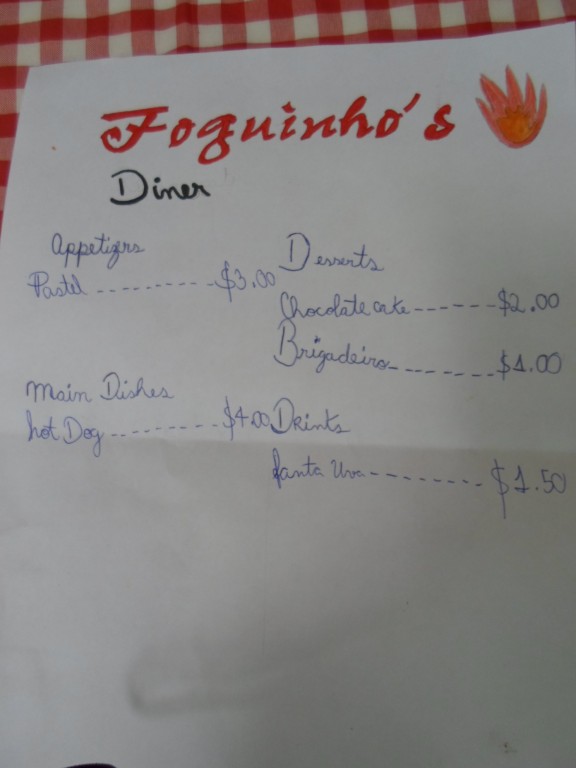 Foguinho's
Diner
Appetizers
Pastel ---------- $3.00
Main Dishes
hot Dog ---------- $4.00
Desserts
Chocolate cake ------ $2.00
Brigadeiro -------- $1.00
Drinks
fanta Uva --------- $1.50